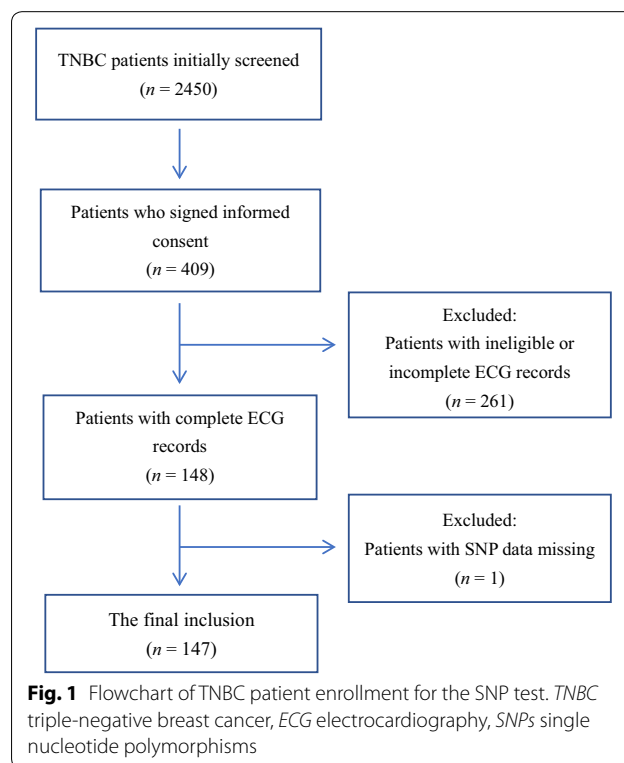 TNBC patients initially screened
(n = 2450)
Patients who signed informed
consent
(n = 409)
Excluded:
Patients with ineligible or
incomplete ECG records
(n = 261)
Patients with complete ECG
records
(n = 148)
Excluded:
Patients with SNP data missing
(n = 1)
The final inclusion
(n = 147)
Fig. 1 Flowchart of TNBC patient enrollment for the SNP test. TNBC
triple-negative breast cancer, ECG electrocardiography, SNPs single
nucleotide polymorphisms